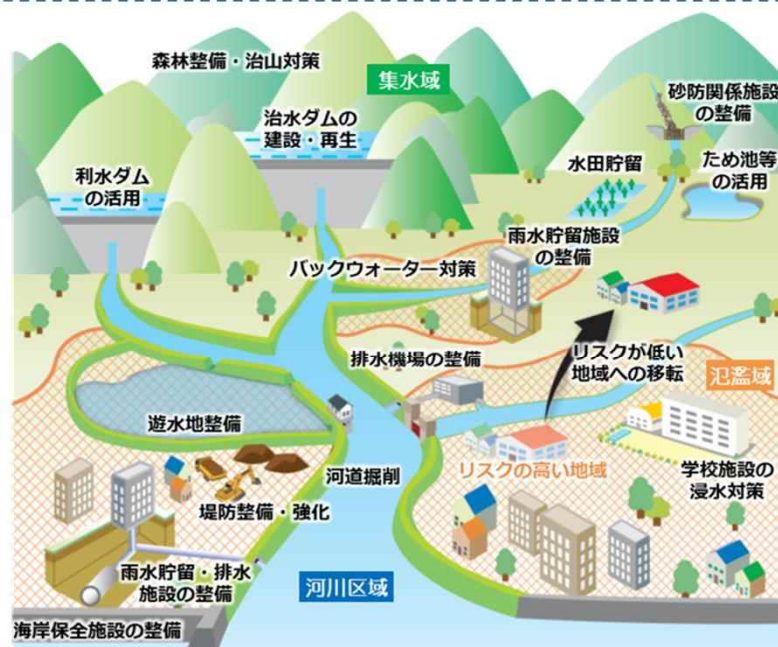 森林整備・治山対策
集水域
治水ダムの
建設・再生
砂防関係施設
の整備
利水ダム
の活用
水田貯留
ため池等
の活用
雨水貯留施設
の整備
バックウォーター対策
排水機場の整備
リスクが低い
地域への移転
氾濫域
遊水地整備
リスクの高い地域
学校施設の
浸水対策
河道掘削
堤防整備・強化
雨水貯留・排水
施設の整備
河川区域
海岸保全施設の整備